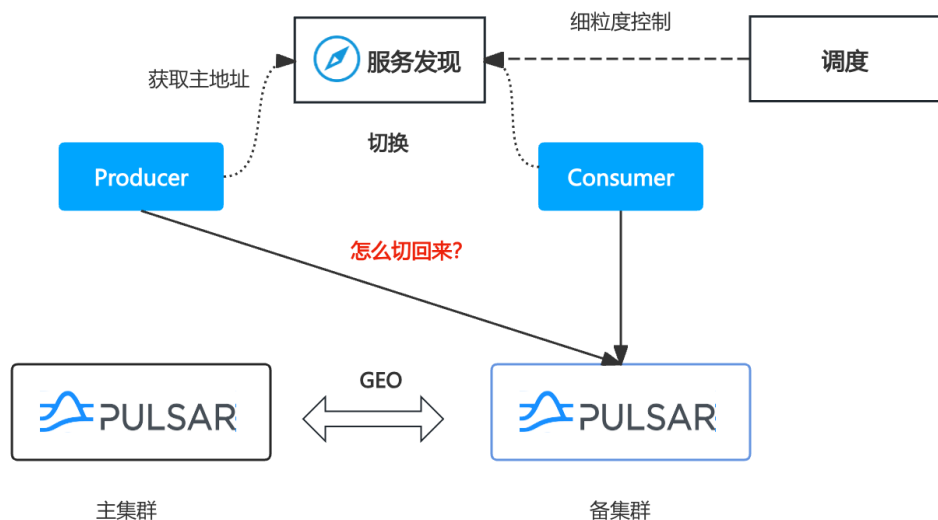 细粒度控制
服务发现
调度
获取主地址
切换
Producer
Consumer
怎么切回来?
GEO
PULSAR
PULSAR
主集群
备集群